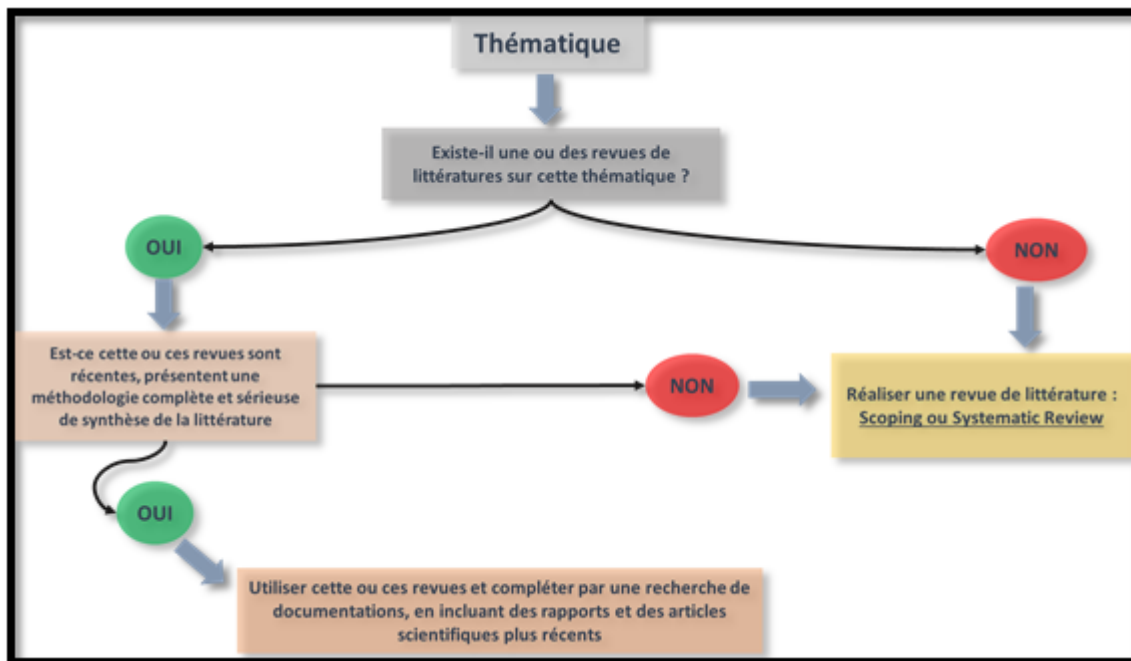 Thématique
Existe-il une ou des revues de
littératures sur cette thématique ?
OUI
NON
Est-ce cette ou ces revues sont
récentes, présentent une
méthodologie complète et sérieuse
de synthèse de la littérature
NON
Réaliser une revue de littérature :
Scoping ou Systematic Review
OUI
Utiliser cette ou ces revues et compléter par une recherche de
documentations, en incluant des rapports et des articles
scientifiques plus récents